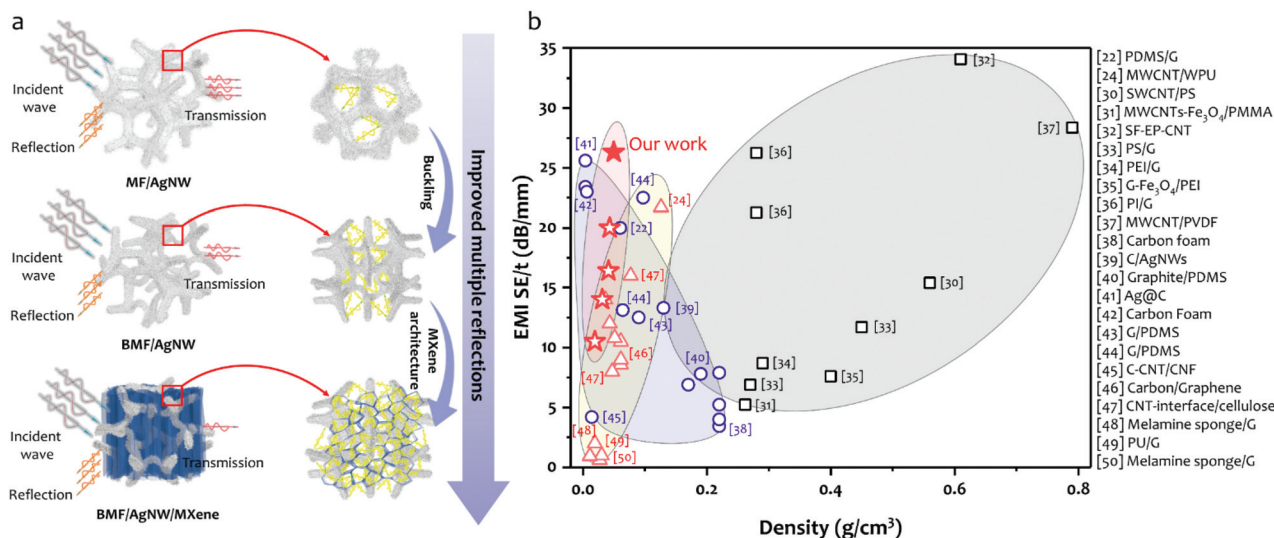 a
Incident
wave
Transmission
Reflection
MF/AgNW
Buckling
Incident
wave
Transmission
Reflection
BMF/AgNW
MXene
architecture
Incident
wave
Transmission
Reflection
BMF/AgNW/MXene
Improved multiple reflections
b
EMI SE/t (dB/mm)
35
30
25
20
15
10
5
0
0.0
0.2
0.4
0.6
0.8
Density (g/cm³)
Our work
[32]
[37]
[36]
[36]
[30]
[33]
[34]
[33]
[35]
[31]
[41]
[42]
[44]
[24]
[22]
[47]
[44]
[43]
[39]
[46]
[47]
[40]
[45]
[38]
[48]
[49]
[50]
[22] PDMS/G
[24] MWCNT/WPU
[30] SWCNT/PS
[31] MWCNTs-Fe₃O₄/PMMA
[32] SF-EP-CNT
[33] PS/G
[34] PEI/G
[35] G-Fe₃O₄/PEI
[36] PI/G
[37] MWCNT/PVDF
[38] Carbon foam
[39] C/AgNWs
[40] Graphite/PDMS
[41] Ag@C
[42] Carbon Foam
[43] G/PDMS
[44] G/PDMS
[45] C-CNT/CNF
[46] Carbon/Graphene
[47] CNT-interface/cellulose
[48] Melamine sponge/G
[49] PU/G
[50] Melamine sponge/G